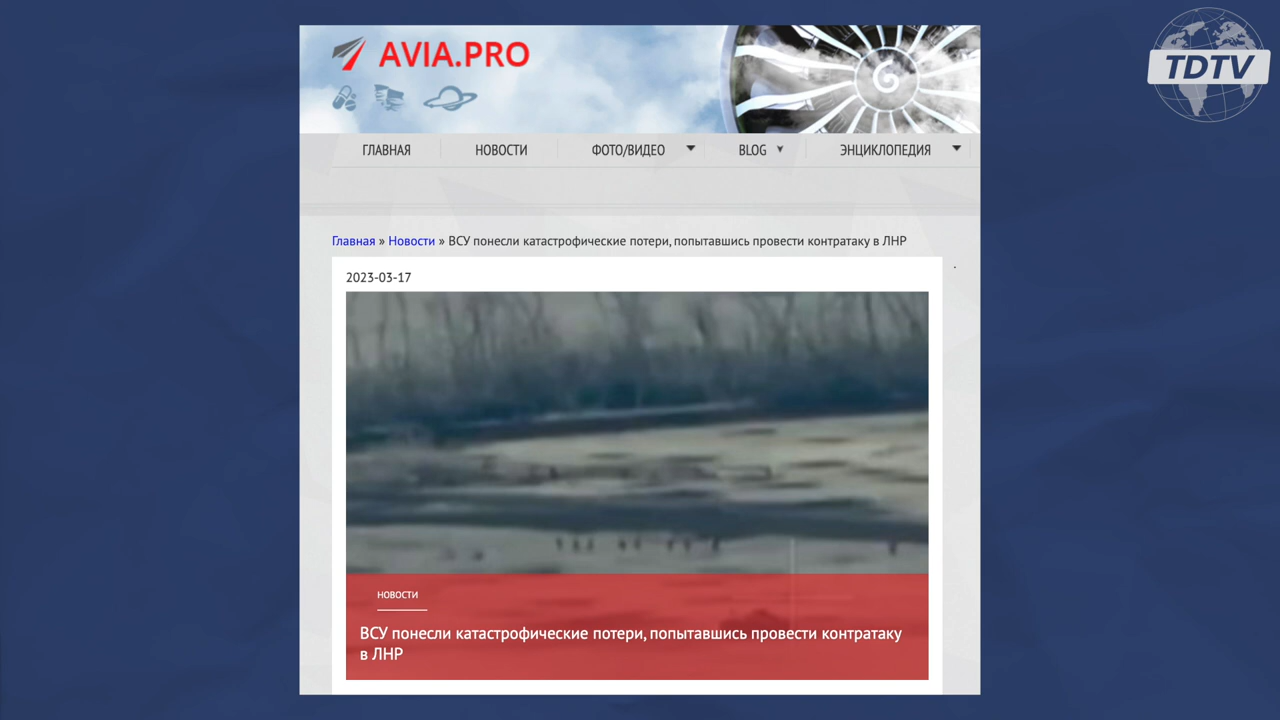 TDTV
AVIA.PRO
ГЛАВНАЯ НОВОСТИ ФОТО/ВИДЕО BLOG ЭНЦИКЛОПЕДИЯ
Главная » Новости » ВСУ понесли катастрофические потери, попытавшись провести контратаку в ЛНР
2023-03-17
НОВОСТИ
ВСУ понесли катастрофические потери, попытавшись провести контратаку
в ЛНР